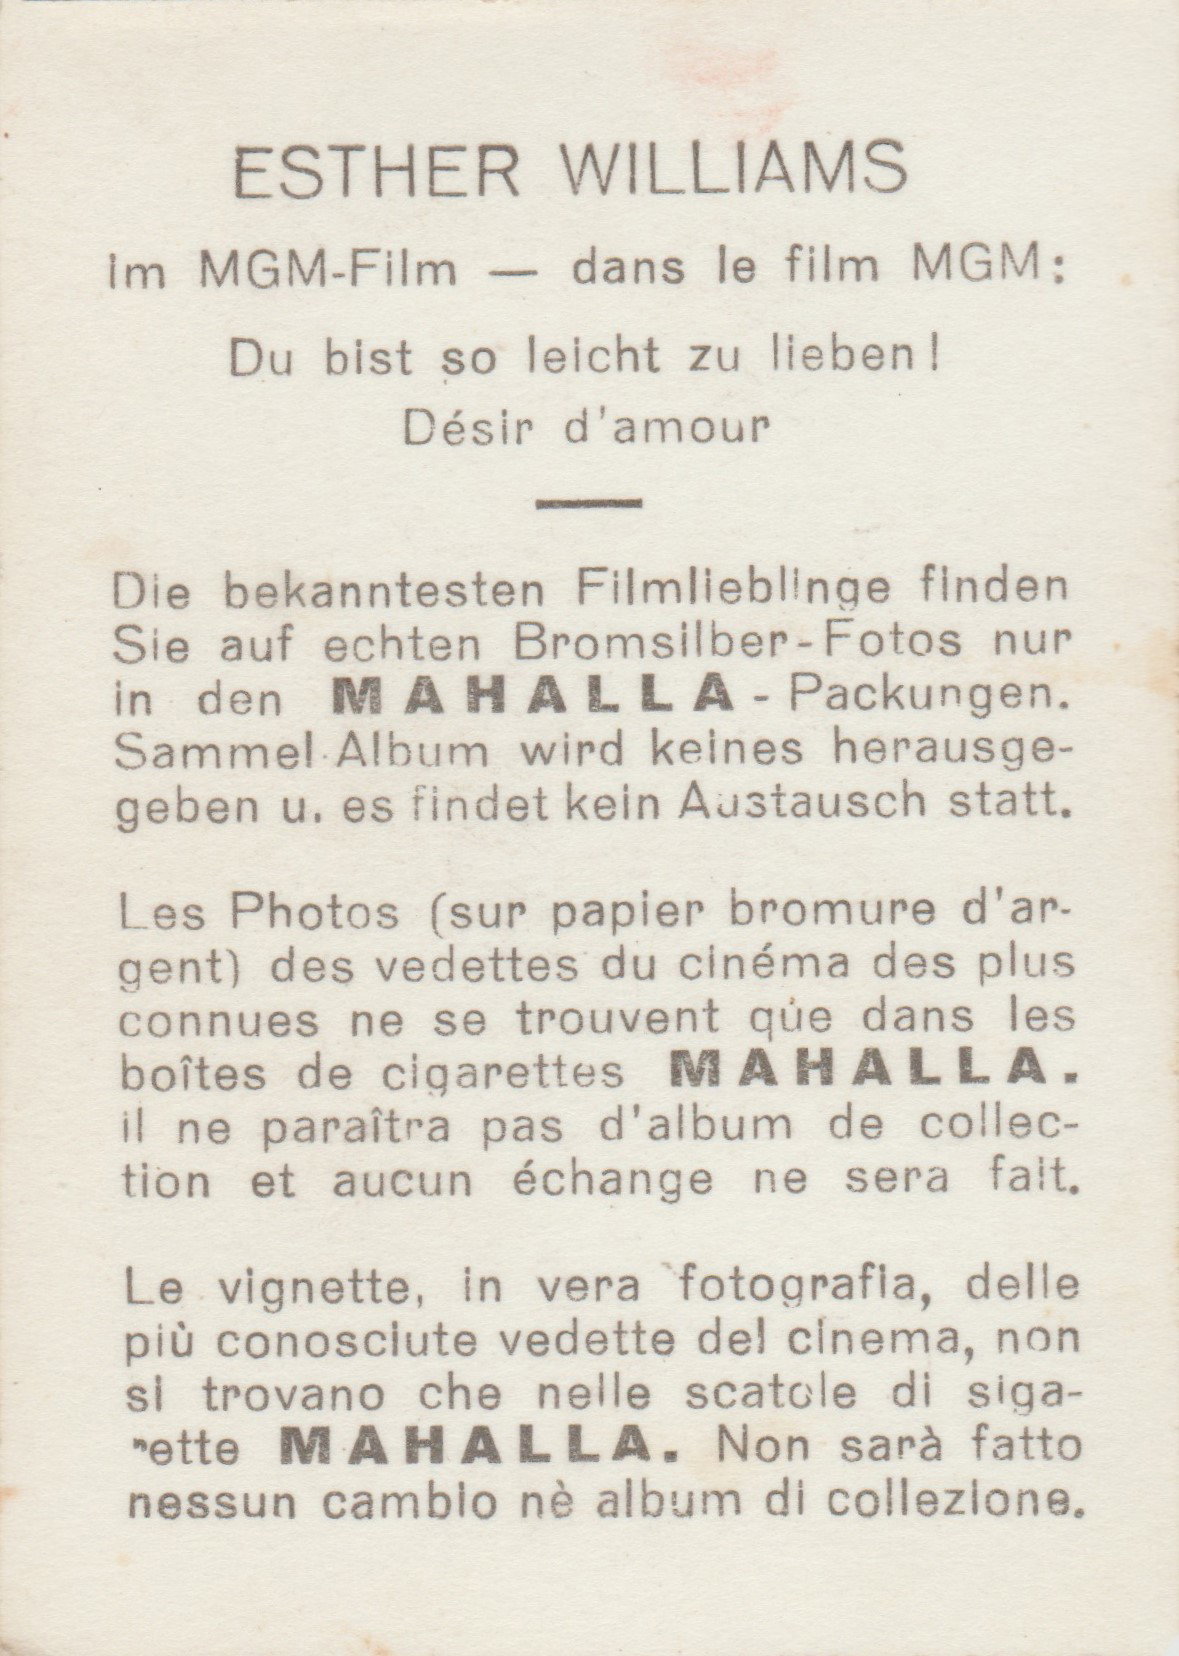 ESTHER WILLIAMS
im MGM-Film — dans le film MGM:
Du bist so leicht zu lieben!
Désir d'amour
Die bekanntesten Filmlieblinge finden
Sie auf echten Bromsilber-Fotos nur
in den MAHALLA-Packungen.
Sammel-Album wird keines herausge-
geben u. es findet kein Austausch statt.
Les Photos (sur papier bromure d'ar-
gent) des vedettes du cinéma des plus
connues ne se trouvent que dans les
boîtes de cigarettes MAHALLA.
il ne paraîtra pas d'album de collec-
tion et aucun échange ne sera fait.
Le vignette, in vera fotografia, delle
più conosciute vedette del cinema, non
si trovano che nelle scatole di siga-
rette MAHALLA. Non sarà fatto
nessun cambio nè album di collezione.